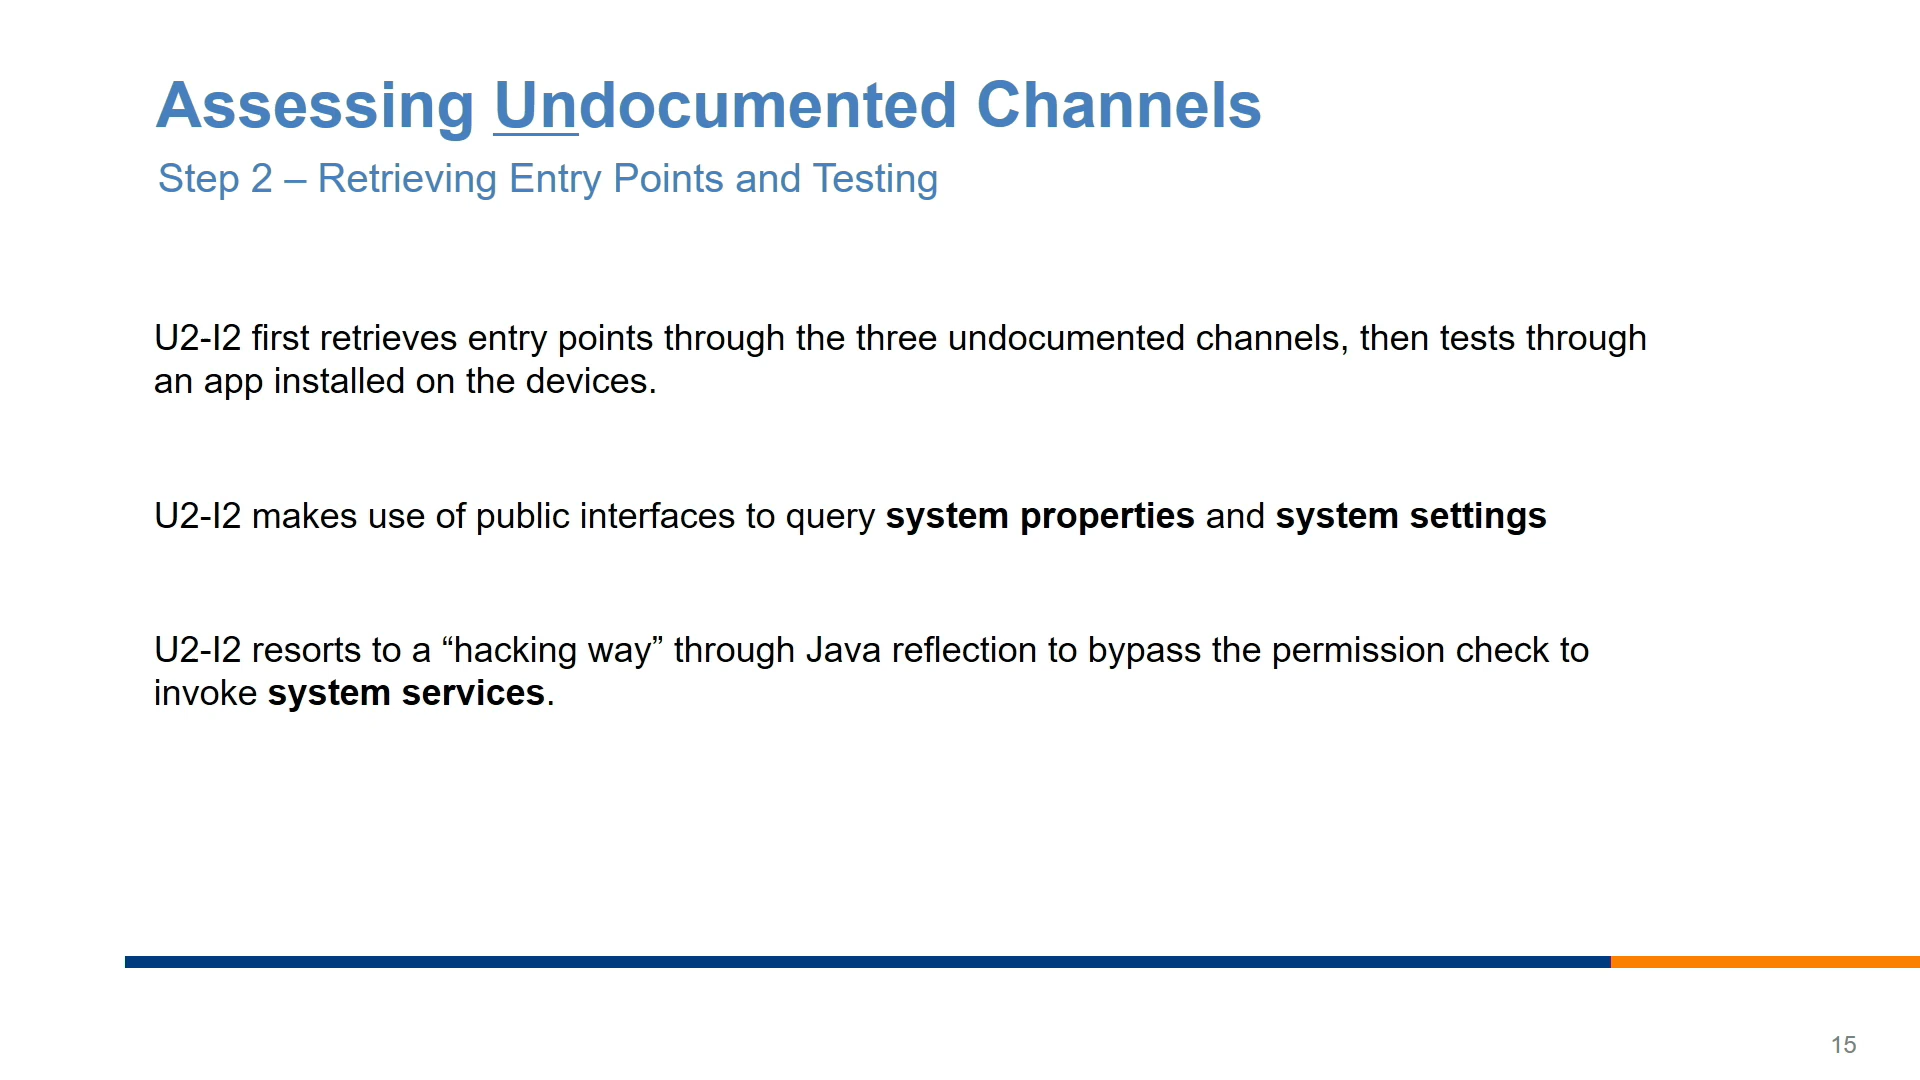 Assessing Undocumented Channels
Step 2 – Retrieving Entry Points and Testing
U2-I2 first retrieves entry points through the three undocumented channels, then tests through
an app installed on the devices.
U2-I2 makes use of public interfaces to query system properties and system settings
U2-I2 resorts to a “hacking way” through Java reflection to bypass the permission check to
invoke system services.
15